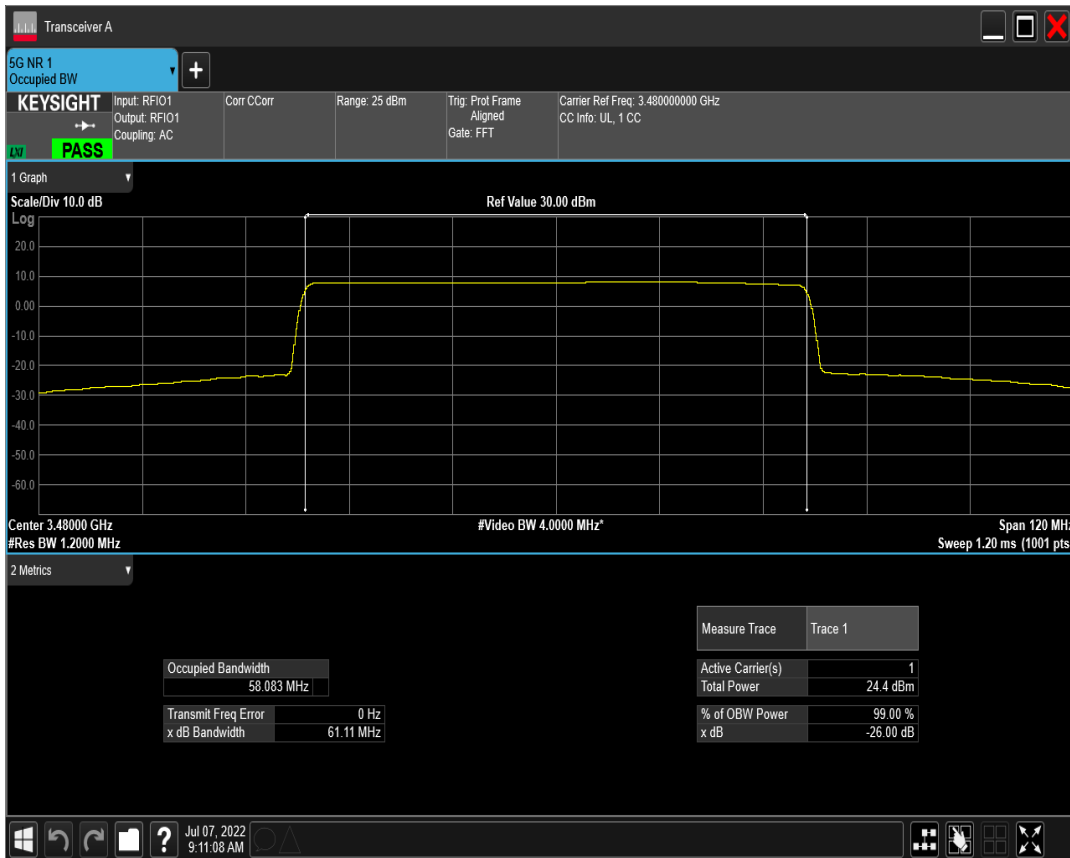 Transceiver A
5G NR 1
Occupied BW
KEYSIGHT
Input: RFIO1
Output: RFIO1
Coupling: AC
Corr CCorr
Range: 25 dBm
Trig: Prot Frame
Aligned
Gate: FFT
Carrier Ref Freq: 3.480000000 GHz
CC Info: UL, 1 CC
LXI
PASS
1 Graph
Scale/Div 10.0 dB
Ref Value 30.00 dBm
Log
20.0
10.0
0.00
-10.0
-20.0
-30.0
-40.0
-50.0
-60.0
Center 3.48000 GHz
#Video BW 4.0000 MHz*
Span 120 MHz
#Res BW 1.2000 MHz
Sweep 1.20 ms (1001 pts
2 Metrics
Measure Trace Trace 1
Occupied Bandwidth
58.083 MHz
Active Carrier(s) 1
Total Power 24.4 dBm
Transmit Freq Error 0 Hz
x dB Bandwidth 61.11 MHz
% of OBW Power 99.00 %
x dB -26.00 dB
?
Jul 07, 2022
9:11:08 AM